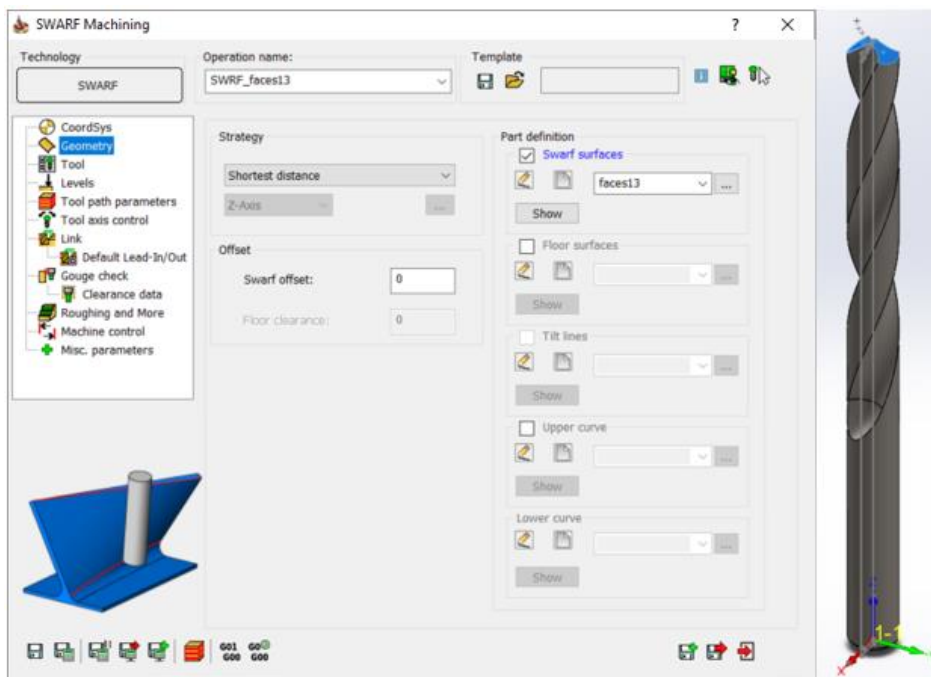 SWARF Machining
? X
Technology
SWARF
Operation name:
SWRF_faces13
Template
CoordSys
Geometry
Tool
Levels
Tool path parameters
Tool axis control
Link
Default Lead-In/Out
Gouge check
Clearance data
Roughing and More
Machine control
Misc. parameters
Strategy
Shortest distance
Z-Axis
...
Offset
Swarf offset: 0
Floor clearance: 0
Part definition
Swarf surfaces
faces13 ...
Show
Floor surfaces
...
Show
Tilt lines
...
Show
Upper curve
...
Show
Lower curve
...
Show
G01
G00
G0
G00
1-1
X